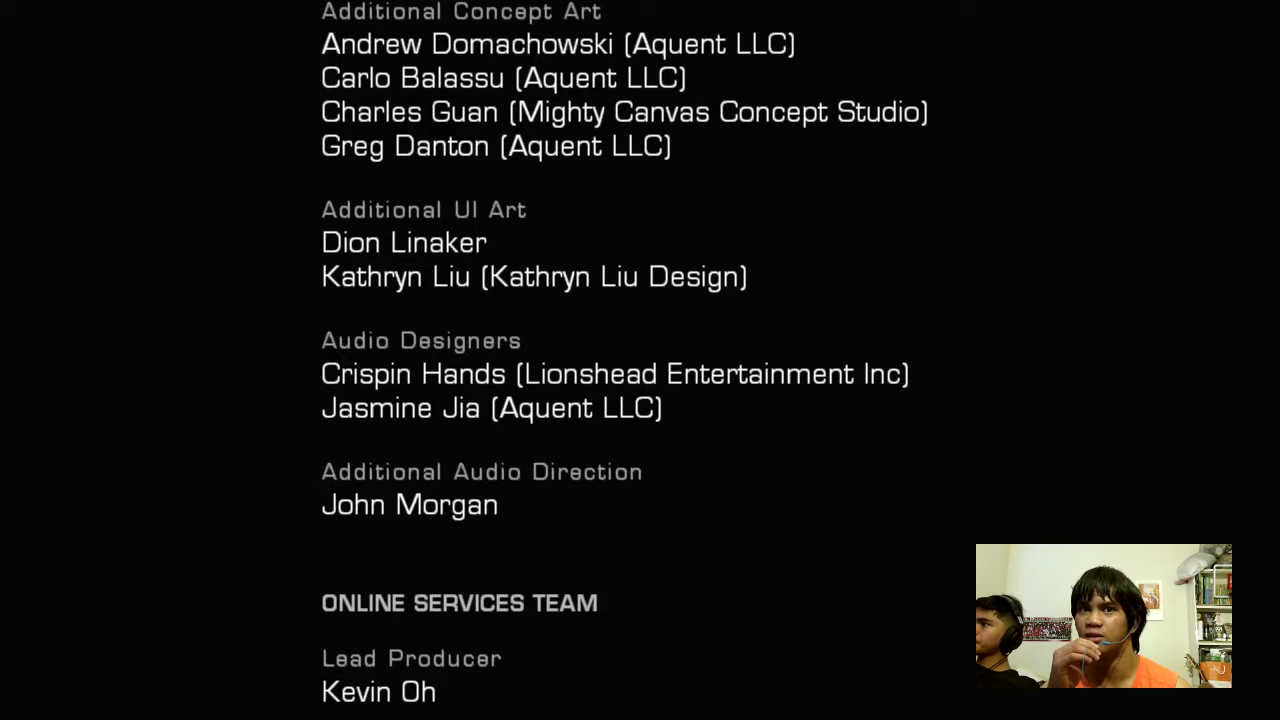 Additional Concept Art
Andrew Domachowski (Aquent LLC)
Carlo Balassu (Aquent LLC)
Charles Guan (Mighty Canvas Concept Studio)
Greg Danton (Aquent LLC)
Additional UI Art
Dion Linaker
Kathryn Liu (Kathryn Liu Design)
Audio Designers
Crispin Hands (Lionshead Entertainment Inc)
Jasmine Jia (Aquent LLC)
Additional Audio Direction
John Morgan
ONLINE SERVICES TEAM
Lead Producer
Kevin Oh